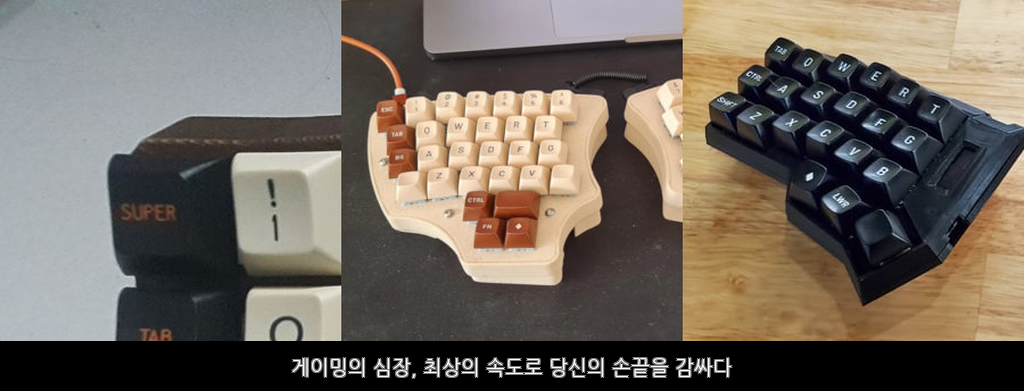 SUPER ! 1
TAB
ESC
TAB Q W E R T
BS A S D F G
Z X C V
CTRL
FN
TAB Q W E R T
CTRL A S D F G
SHIFT Z X C V B
LWR
게이밍의 심장, 최상의 속도로 당신의 손끝을 감싸다